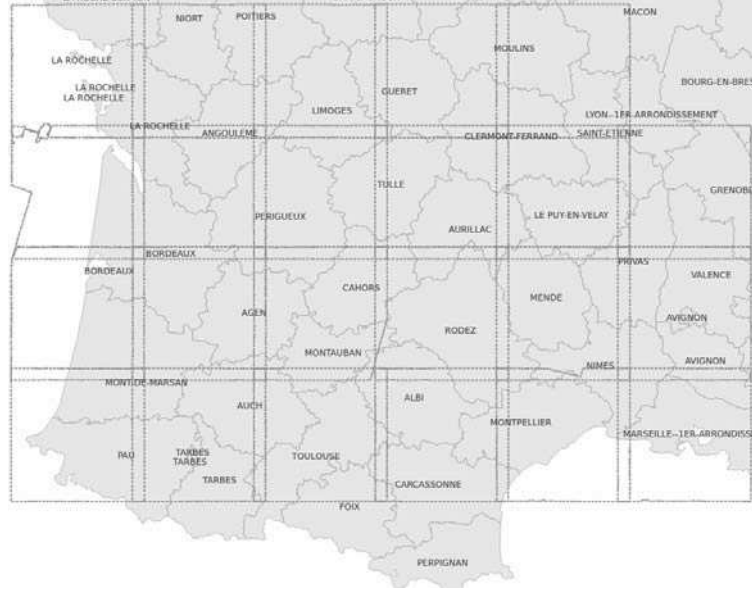 MACON
NIORT
POITIERS
MOULINS
LA ROCHELLE
BOURG-EN-BRES
LA ROCHELLE
GUERET
LA ROCHELLE
LIMOGES
LYON--1ER-ARRONDISSEMENT
LA ROCHELLE
ANGOULEME
CLERMONT-FERRAND
SAINT-ETIENNE
TULLE
GRENOBL
PERIGUEUX
LE PUY-EN-VELAY
AURILLAC
BORDEAUX
PRIVAS
BORDEAUX
VALENCE
CAHORS
MENDE
AGEN
AVIGNON
RODEZ
MONTAUBAN
AVIGNON
NIMES
MONT-DE-MARSAN
ALBI
AUCH
MONTPELLIER
MARSEILLE--1ER-ARRONDISSE
PAU
TARBES
TOULOUSE
TARBES
TARBES
CARCASSONNE
FOIX
PERPIGNAN